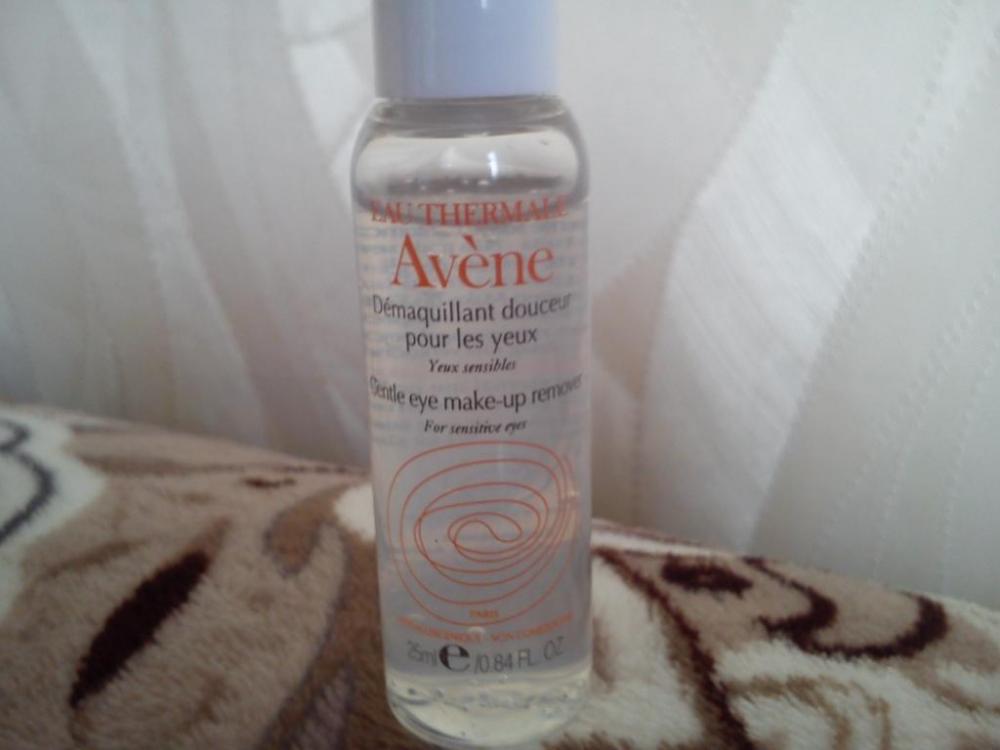 EAU THERMALE
Avène
Démaquillant douceur
pour les yeux
Yeux sensibles
Gentle eye make-up remover
For sensitive eyes
PARIS
25ml e /0.84 FL. OZ